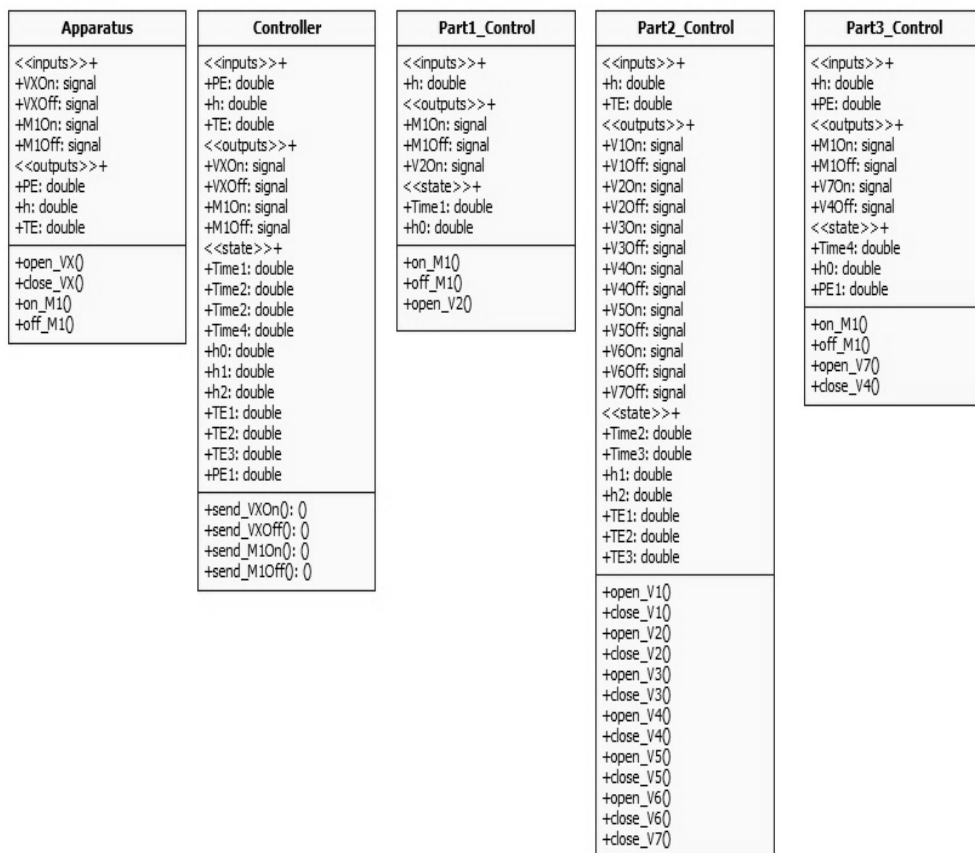 Apparatus
<<inputs>>+
+VXOn: signal
+VXOff: signal
+M1On: signal
+M1Off: signal
<<outputs>>+
+PE: double
+h: double
+TE: double
+open_VX()
+close_VX()
+on_M1()
+off_M1()
Controller
<<inputs>>+
+PE: double
+h: double
+TE: double
<<outputs>>+
+VXOn: signal
+VXOff: signal
+M1On: signal
+M1Off: signal
<<state>>+
+Time1: double
+Time2: double
+Time2: double
+Time4: double
+h0: double
+h1: double
+h2: double
+TE1: double
+TE2: double
+TE3: double
+PE1: double
+send_VXOn(): ()
+send_VXOff(): ()
+send_M1On(): ()
+send_M1Off(): ()
Part1_Control
<<inputs>>+
+h: double
<<outputs>>+
+M1On: signal
+M1Off: signal
+V2On: signal
<<state>>+
+Time1: double
+h0: double
+on_M1()
+off_M1()
+open_V2()
Part2_Control
<<inputs>>+
+h: double
+TE: double
<<outputs>>+
+V1On: signal
+V1Off: signal
+V2On: signal
+V2Off: signal
+V3On: signal
+V3Off: signal
+V4On: signal
+V4Off: signal
+V5On: signal
+V5Off: signal
+V6On: signal
+V6Off: signal
+V7Off: signal
<<state>>+
+Time2: double
+Time3: double
+h1: double
+h2: double
+TE1: double
+TE2: double
+TE3: double
+open_V1()
+close_V1()
+open_V2()
+close_V2()
+open_V3()
+close_V3()
+open_V4()
+close_V4()
+open_V5()
+close_V5()
+open_V6()
+close_V6()
+close_V7()
Part3_Control
<<inputs>>+
+h: double
+PE: double
<<outputs>>+
+M1On: signal
+M1Off: signal
+V7On: signal
+V4Off: signal
<<state>>+
+Time4: double
+h0: double
+PE1: double
+on_M1()
+off_M1()
+open_V7()
+close_V4()